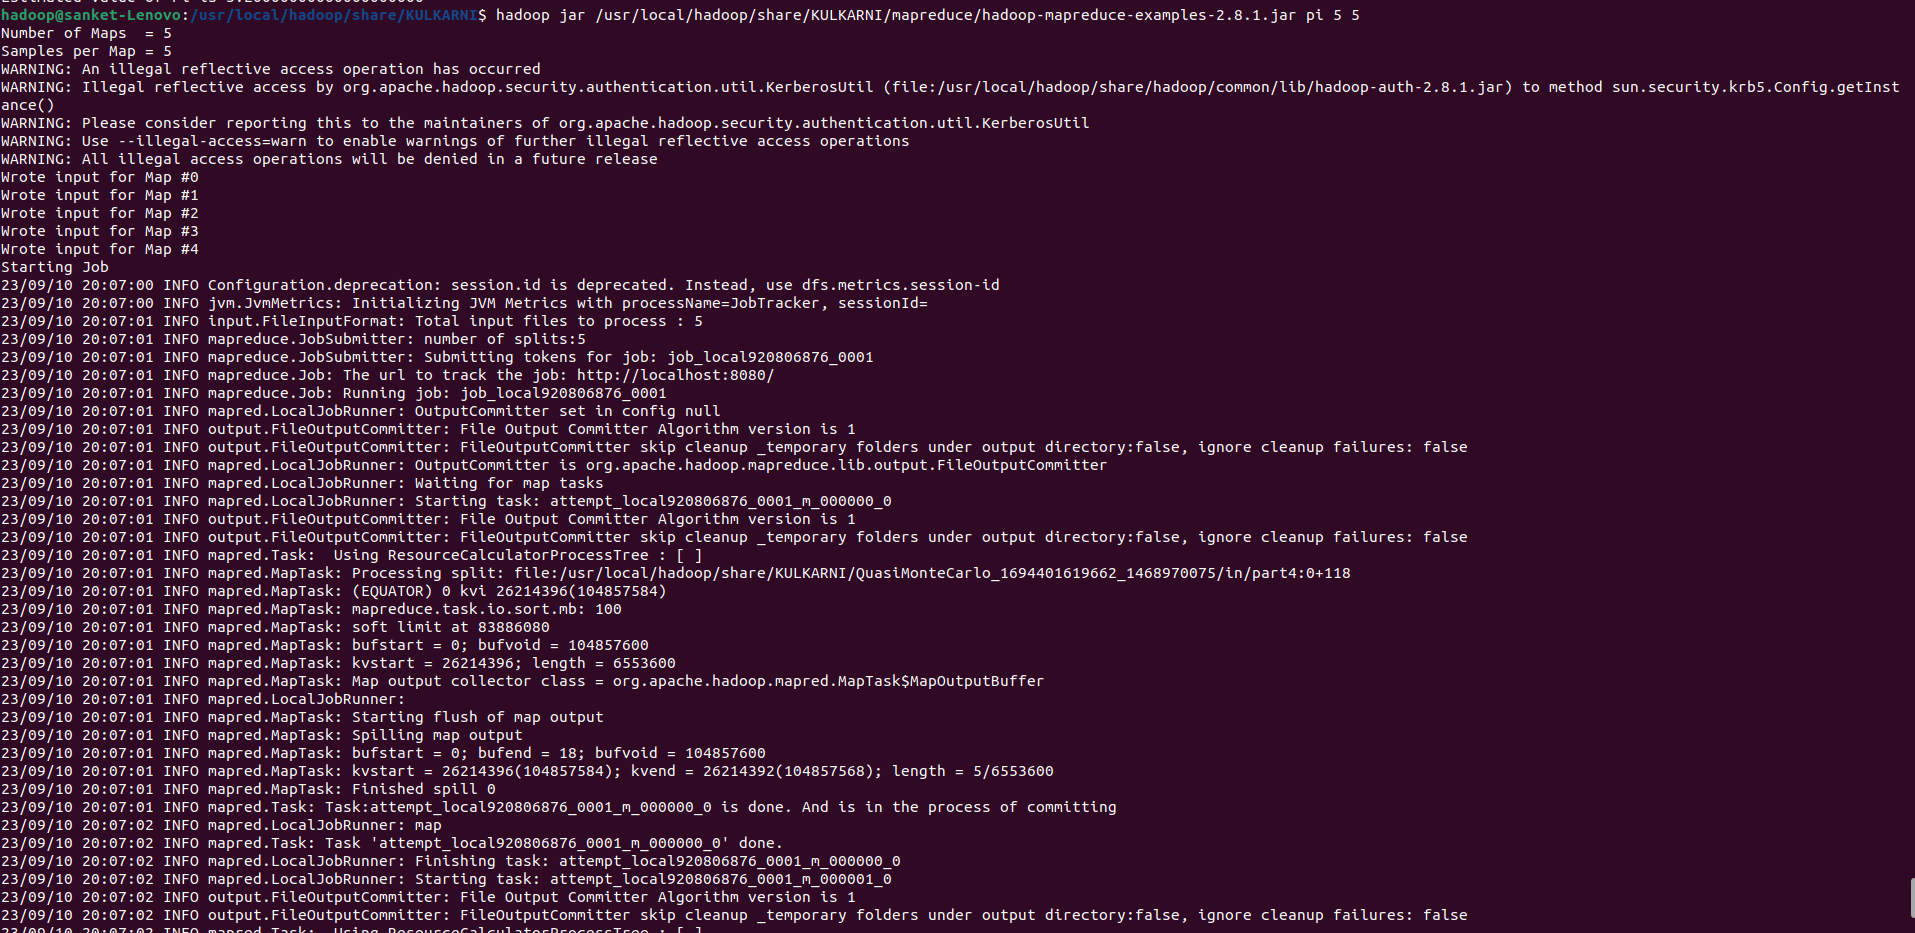 Estimated value of Pi is 3.
hadoop@sanket-Lenovo:/usr/local/hadoop/share/KULKARNI$ hadoop jar /usr/local/hadoop/share/KULKARNI/mapreduce/hadoop-mapreduce-examples-2.8.1.jar pi 5 5
Number of Maps  = 5
Samples per Map = 5
WARNING: An illegal reflective access operation has occurred
WARNING: Illegal reflective access by org.apache.hadoop.security.authentication.util.KerberosUtil (file:/usr/local/hadoop/share/hadoop/common/lib/hadoop-auth-2.8.1.jar) to method sun.security.krb5.Config.getInst
ance()
WARNING: Please consider reporting this to the maintainers of org.apache.hadoop.security.authentication.util.KerberosUtil
WARNING: Use --illegal-access=warn to enable warnings of further illegal reflective access operations
WARNING: All illegal access operations will be denied in a future release
Wrote input for Map #0
Wrote input for Map #1
Wrote input for Map #2
Wrote input for Map #3
Wrote input for Map #4
Starting Job
23/09/10 20:07:00 INFO Configuration.deprecation: session.id is deprecated. Instead, use dfs.metrics.session-id
23/09/10 20:07:00 INFO jvm.JvmMetrics: Initializing JVM Metrics with processName=JobTracker, sessionId=
23/09/10 20:07:01 INFO input.FileInputFormat: Total input files to process : 5
23/09/10 20:07:01 INFO mapreduce.JobSubmitter: number of splits:5
23/09/10 20:07:01 INFO mapreduce.JobSubmitter: Submitting tokens for job: job_local920806876_0001
23/09/10 20:07:01 INFO mapreduce.Job: The url to track the job: http://localhost:8080/
23/09/10 20:07:01 INFO mapreduce.Job: Running job: job_local920806876_0001
23/09/10 20:07:01 INFO mapred.LocalJobRunner: OutputCommitter set in config null
23/09/10 20:07:01 INFO output.FileOutputCommitter: File Output Committer Algorithm version is 1
23/09/10 20:07:01 INFO output.FileOutputCommitter: FileOutputCommitter skip cleanup _temporary folders under output directory:false, ignore cleanup failures: false
23/09/10 20:07:01 INFO mapred.LocalJobRunner: OutputCommitter is org.apache.hadoop.mapreduce.lib.output.FileOutputCommitter
23/09/10 20:07:01 INFO mapred.LocalJobRunner: Waiting for map tasks
23/09/10 20:07:01 INFO mapred.LocalJobRunner: Starting task: attempt_local920806876_0001_m_000000_0
23/09/10 20:07:01 INFO output.FileOutputCommitter: File Output Committer Algorithm version is 1
23/09/10 20:07:01 INFO output.FileOutputCommitter: FileOutputCommitter skip cleanup _temporary folders under output directory:false, ignore cleanup failures: false
23/09/10 20:07:01 INFO mapred.Task:  Using ResourceCalculatorProcessTree : [ ]
23/09/10 20:07:01 INFO mapred.MapTask: Processing split: file:/usr/local/hadoop/share/KULKARNI/QuasiMonteCarlo_1694401619662_1468970075/in/part4:0+118
23/09/10 20:07:01 INFO mapred.MapTask: (EQUATOR) 0 kvi 26214396(104857584)
23/09/10 20:07:01 INFO mapred.MapTask: mapreduce.task.io.sort.mb: 100
23/09/10 20:07:01 INFO mapred.MapTask: soft limit at 83886080
23/09/10 20:07:01 INFO mapred.MapTask: bufstart = 0; bufvoid = 104857600
23/09/10 20:07:01 INFO mapred.MapTask: kvstart = 26214396; length = 6553600
23/09/10 20:07:01 INFO mapred.MapTask: Map output collector class = org.apache.hadoop.mapred.MapTask$MapOutputBuffer
23/09/10 20:07:01 INFO mapred.LocalJobRunner:
23/09/10 20:07:01 INFO mapred.MapTask: Starting flush of map output
23/09/10 20:07:01 INFO mapred.MapTask: Spilling map output
23/09/10 20:07:01 INFO mapred.MapTask: bufstart = 0; bufend = 18; bufvoid = 104857600
23/09/10 20:07:01 INFO mapred.MapTask: kvstart = 26214396(104857584); kvend = 26214392(104857568); length = 5/6553600
23/09/10 20:07:01 INFO mapred.MapTask: Finished spill 0
23/09/10 20:07:01 INFO mapred.Task: Task:attempt_local920806876_0001_m_000000_0 is done. And is in the process of committing
23/09/10 20:07:02 INFO mapred.LocalJobRunner: map
23/09/10 20:07:02 INFO mapred.Task: Task 'attempt_local920806876_0001_m_000000_0' done.
23/09/10 20:07:02 INFO mapred.LocalJobRunner: Finishing task: attempt_local920806876_0001_m_000000_0
23/09/10 20:07:02 INFO mapred.LocalJobRunner: Starting task: attempt_local920806876_0001_m_000001_0
23/09/10 20:07:02 INFO output.FileOutputCommitter: File Output Committer Algorithm version is 1
23/09/10 20:07:02 INFO output.FileOutputCommitter: FileOutputCommitter skip cleanup _temporary folders under output directory:false, ignore cleanup failures: false
23/09/10 20:07:02 INFO mapred.Task:  Using ResourceCalculatorProcessTree : [ ]